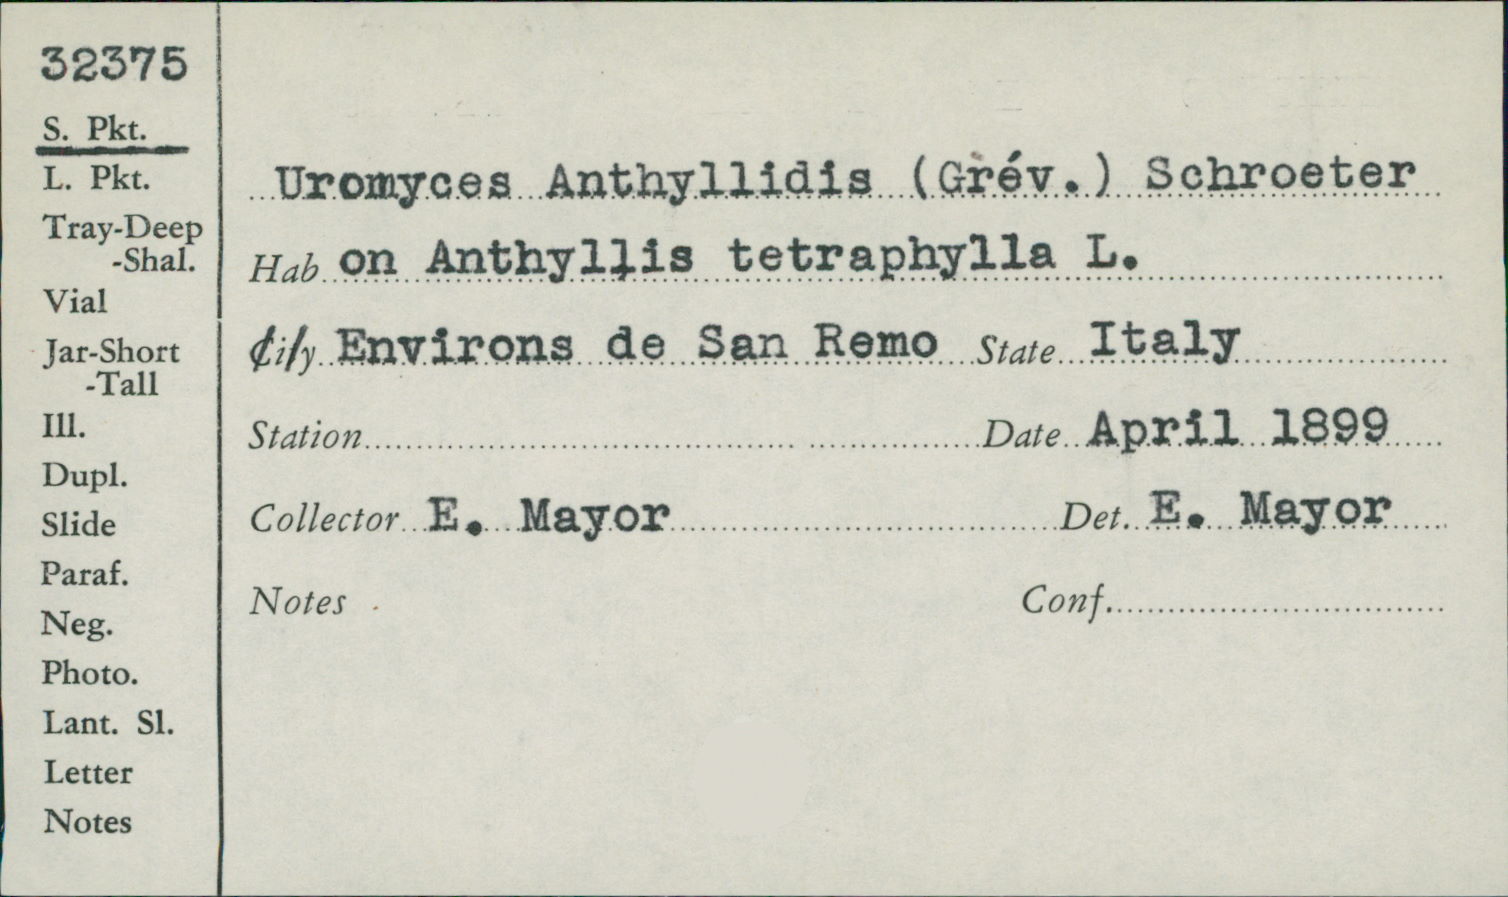 32375
S. Pkt.
L. Pkt.
Tray-Deep
-Shal.
Vial
Jar-Short
-Tall
Ill.
Dupl.
Slide
Paraf.
Neg.
Photo.
Lant. Sl.
Letter
Notes
Uromyces Anthyllidis (Grév.) Schroeter
Hab on Anthyllis tetraphylla L.
City Environs de San Remo State Italy
Station Date April 1899
Collector E. Mayor Det. E. Mayor
Notes Conf.